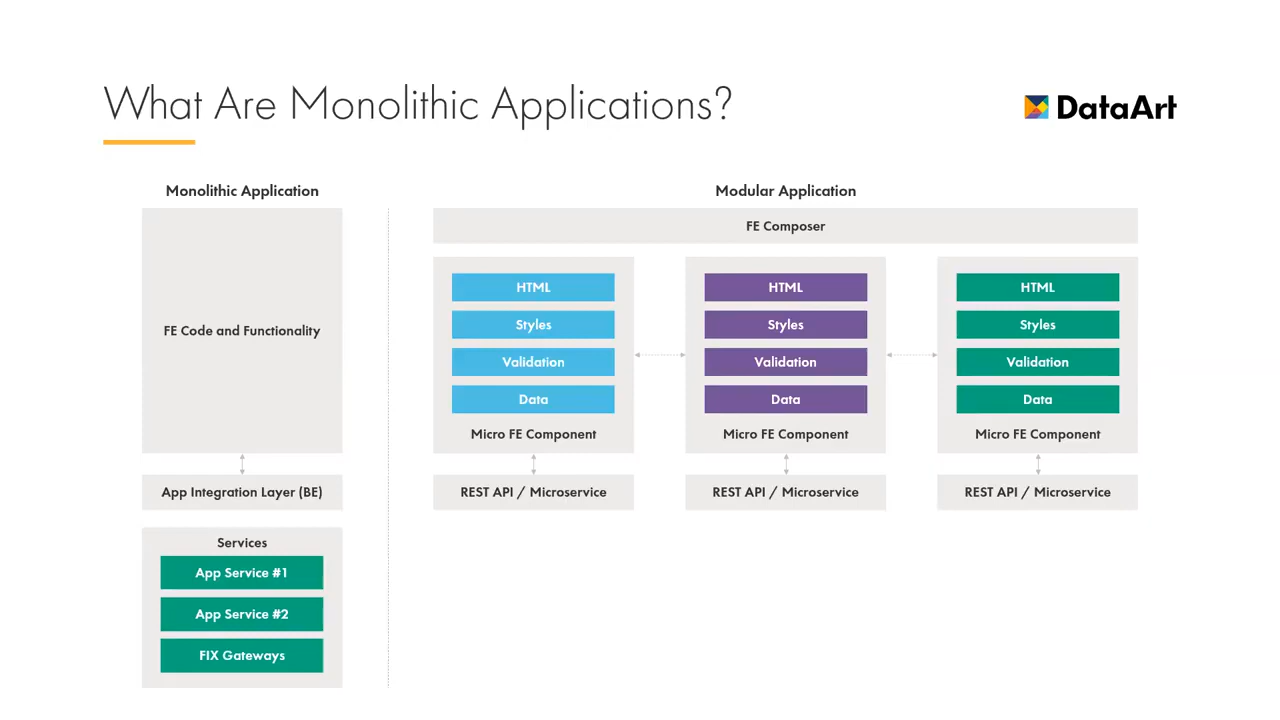 What Are Monolithic Applications?
DataArt
Monolithic Application
FE Code and Functionality
App Integration Layer (BE)
Services
App Service #1
App Service #2
FIX Gateways
Modular Application
FE Composer
HTML
Styles
Validation
Data
Micro FE Component
REST API / Microservice
HTML
Styles
Validation
Data
Micro FE Component
REST API / Microservice
HTML
Styles
Validation
Data
Micro FE Component
REST API / Microservice